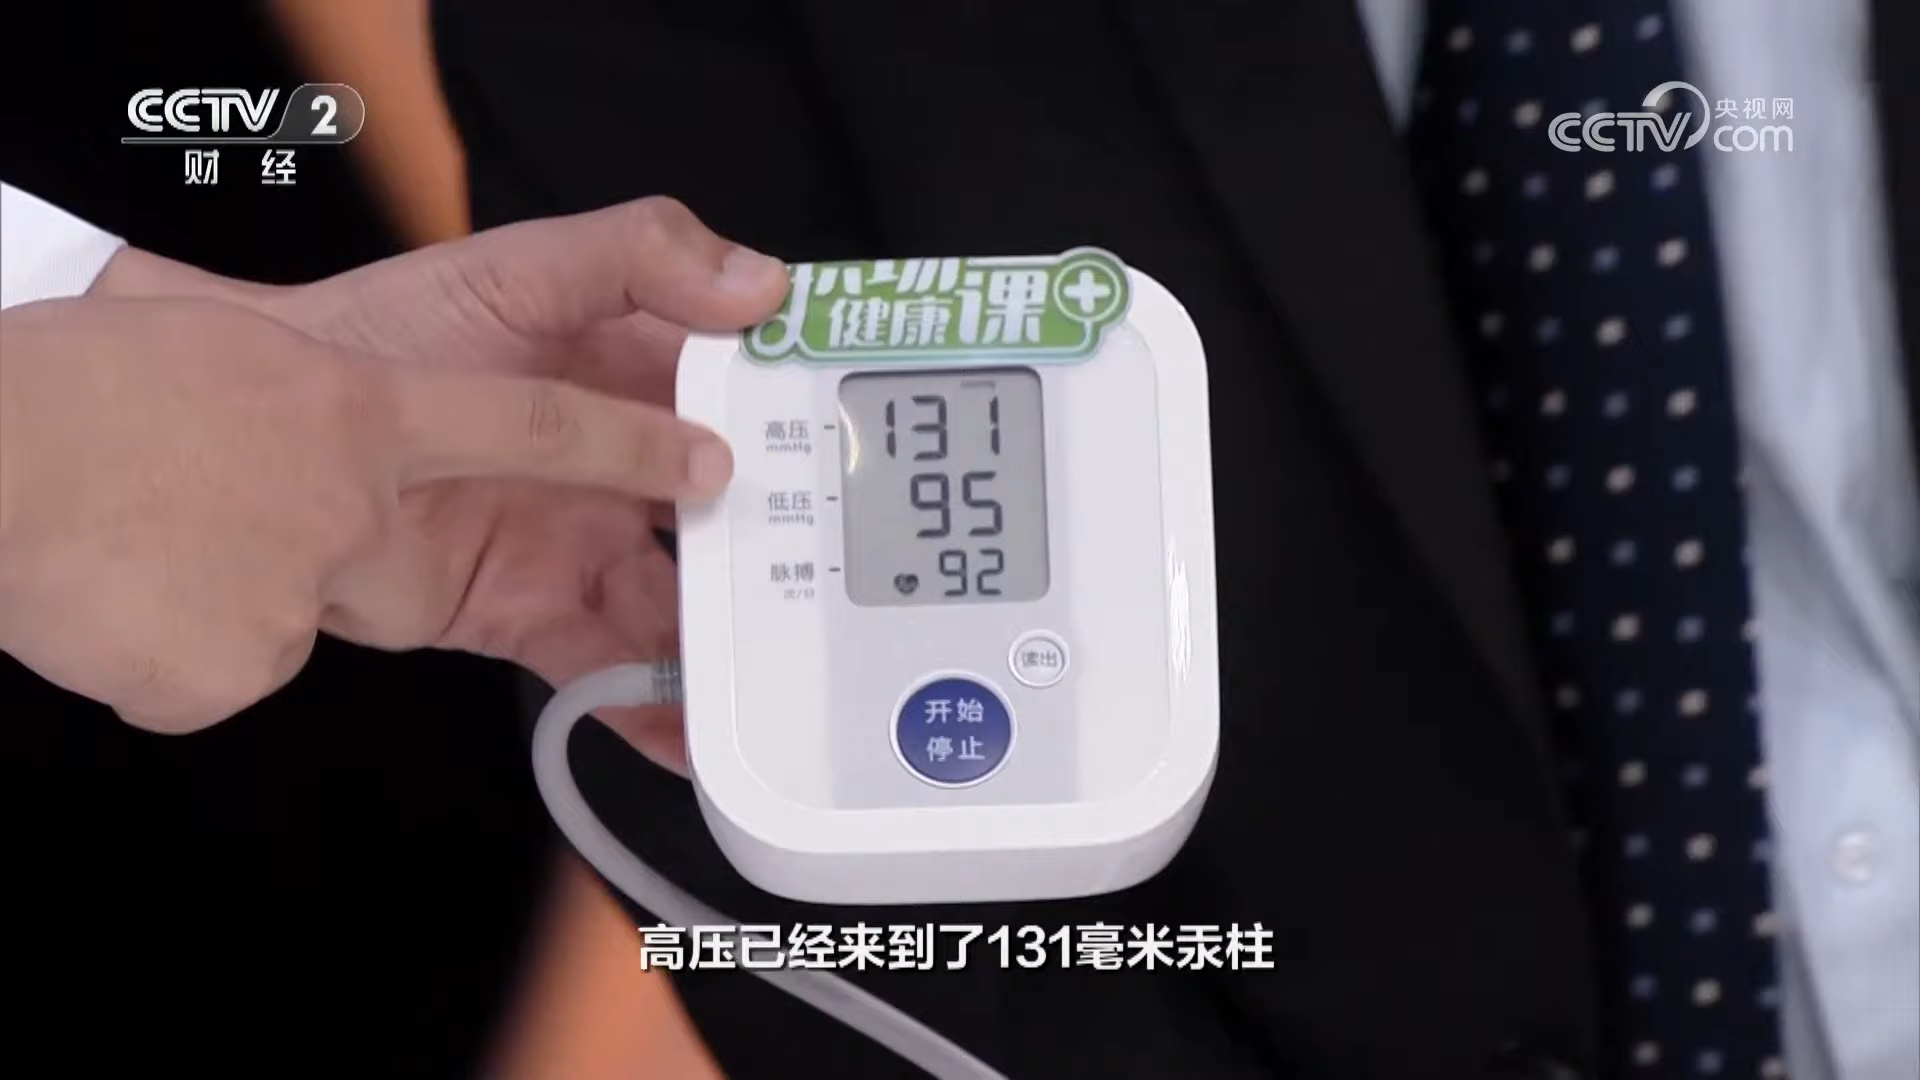 CCTV 2
财经
央视网
CCTV com
健康课
131
高压
mmHg
95
低压
mmHg
92
脉搏
次/分
读出
开始
停止
高压已经来到了131毫米汞柱